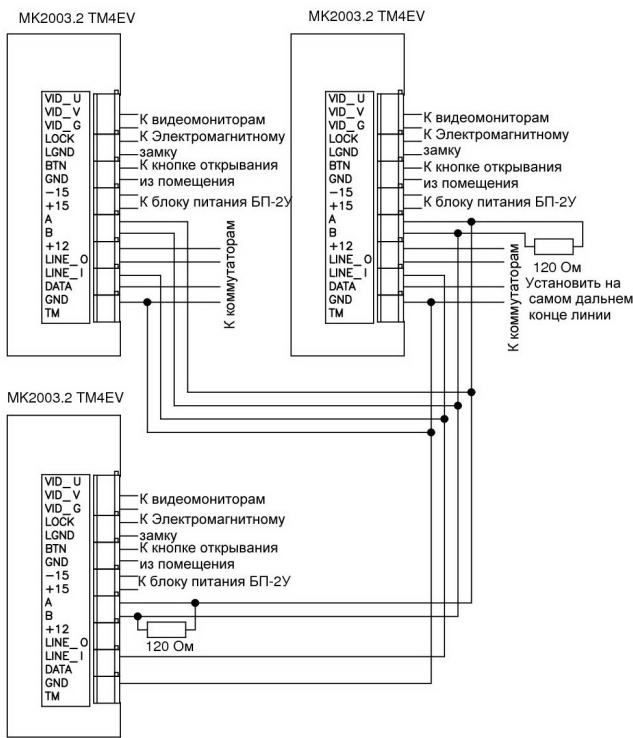 MK2003.2 TM4EV
VID_U
VID_V
VID_G
LOCK
LGND
BTN
GND
-15
+15
A
B
+12
LINE_O
LINE_I
DATA
GND
TM
К видеомониторам
К Электромагнитному
замку
К кнопке открывания
из помещения
К блоку питания БП-2У
К коммутаторам
MK2003.2 TM4EV
VID_U
VID_V
VID_G
LOCK
LGND
BTN
GND
-15
+15
A
B
+12
LINE_O
LINE_I
DATA
GND
TM
К видеомониторам
К Электромагнитному
замку
К кнопке открывания
из помещения
К блоку питания БП-2У
К коммутаторам
120 Ом
Установить на
самом дальнем
конце линии
MK2003.2 TM4EV
VID_U
VID_V
VID_G
LOCK
LGND
BTN
GND
-15
+15
A
B
+12
LINE_O
LINE_I
DATA
GND
TM
К видеомониторам
К Электромагнитному
замку
К кнопке открывания
из помещения
К блоку питания БП-2У
120 Ом